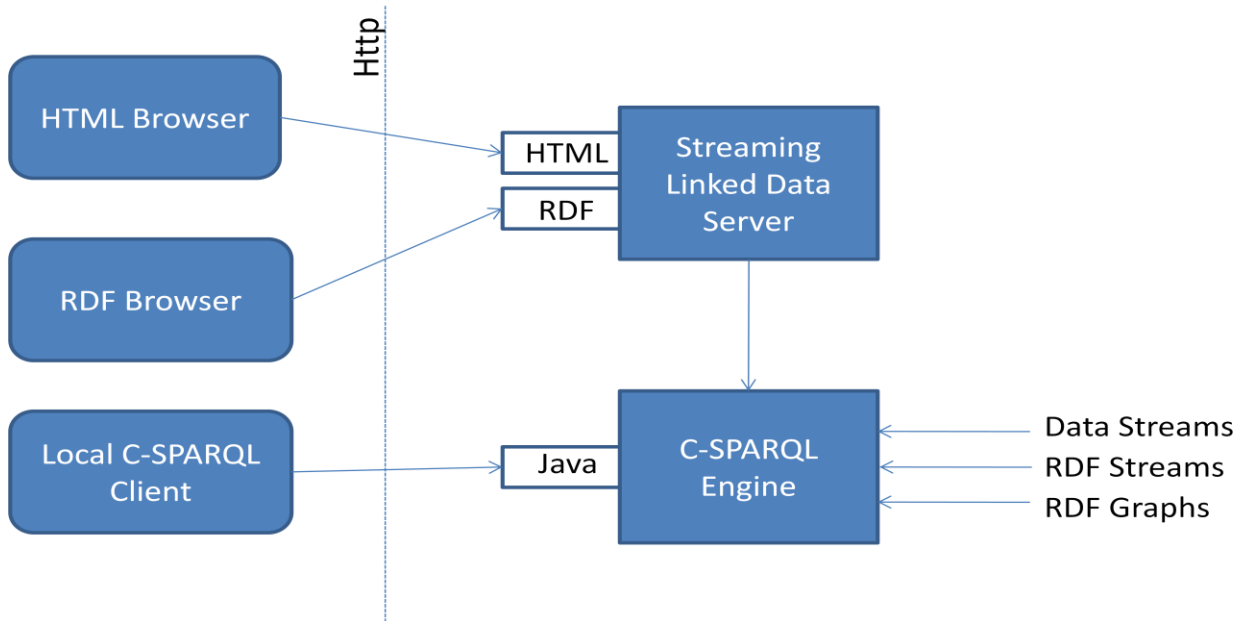 Http
HTML Browser
HTML
Streaming
Linked Data
Server
RDF
RDF Browser
Local C-SPARQL
Client
Java
C-SPARQL
Engine
Data Streams
RDF Streams
RDF Graphs